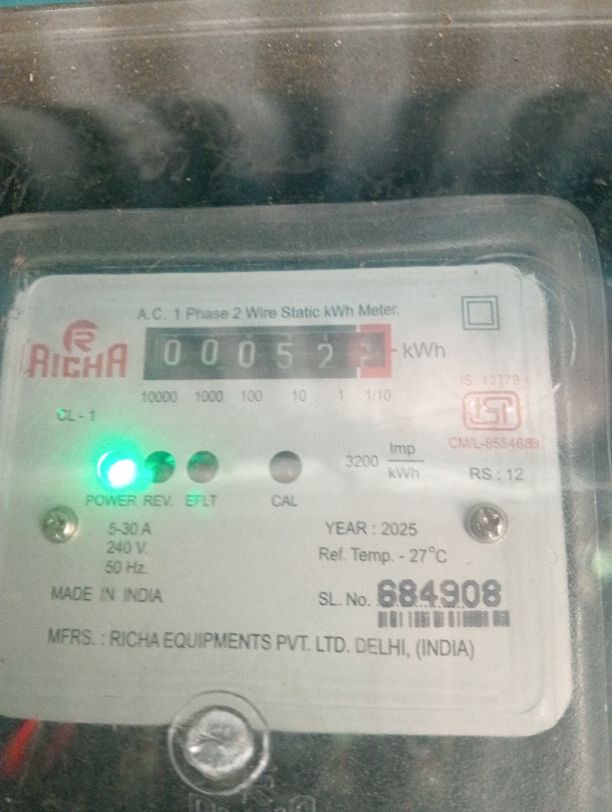 A.C. 1 Phase 2 Wire Static kWh Meter.
RICHA
0 0 0 5 2 kWh
10000 1000 100 10 1 1/10
IS: 13779
CL - 1
ISI
CM/L-8554689
3200 Imp/kWh
RS : 12
POWER REV. EFLT CAL
5-30 A
240 V.
50 Hz.
YEAR : 2025
Ref. Temp. - 27°C
MADE IN INDIA
SL. No. 684908
MFRS. : RICHA EQUIPMENTS PVT. LTD. DELHI, (INDIA)